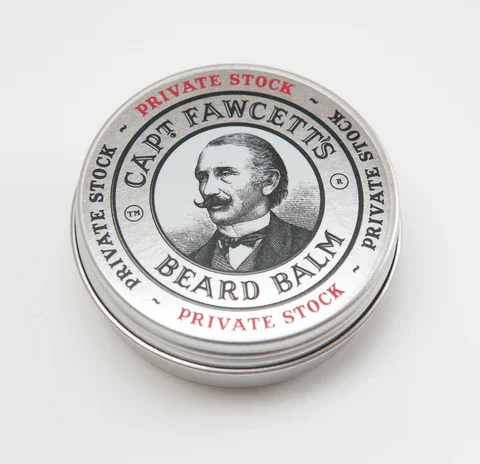 PRIVATE STOCK ~ PRIVATE STOCK ~ PRIVATE STOCK ~ PRIVATE STOCK ~
CAPT. FAWCETT'S
TM
®
BEARD BALM